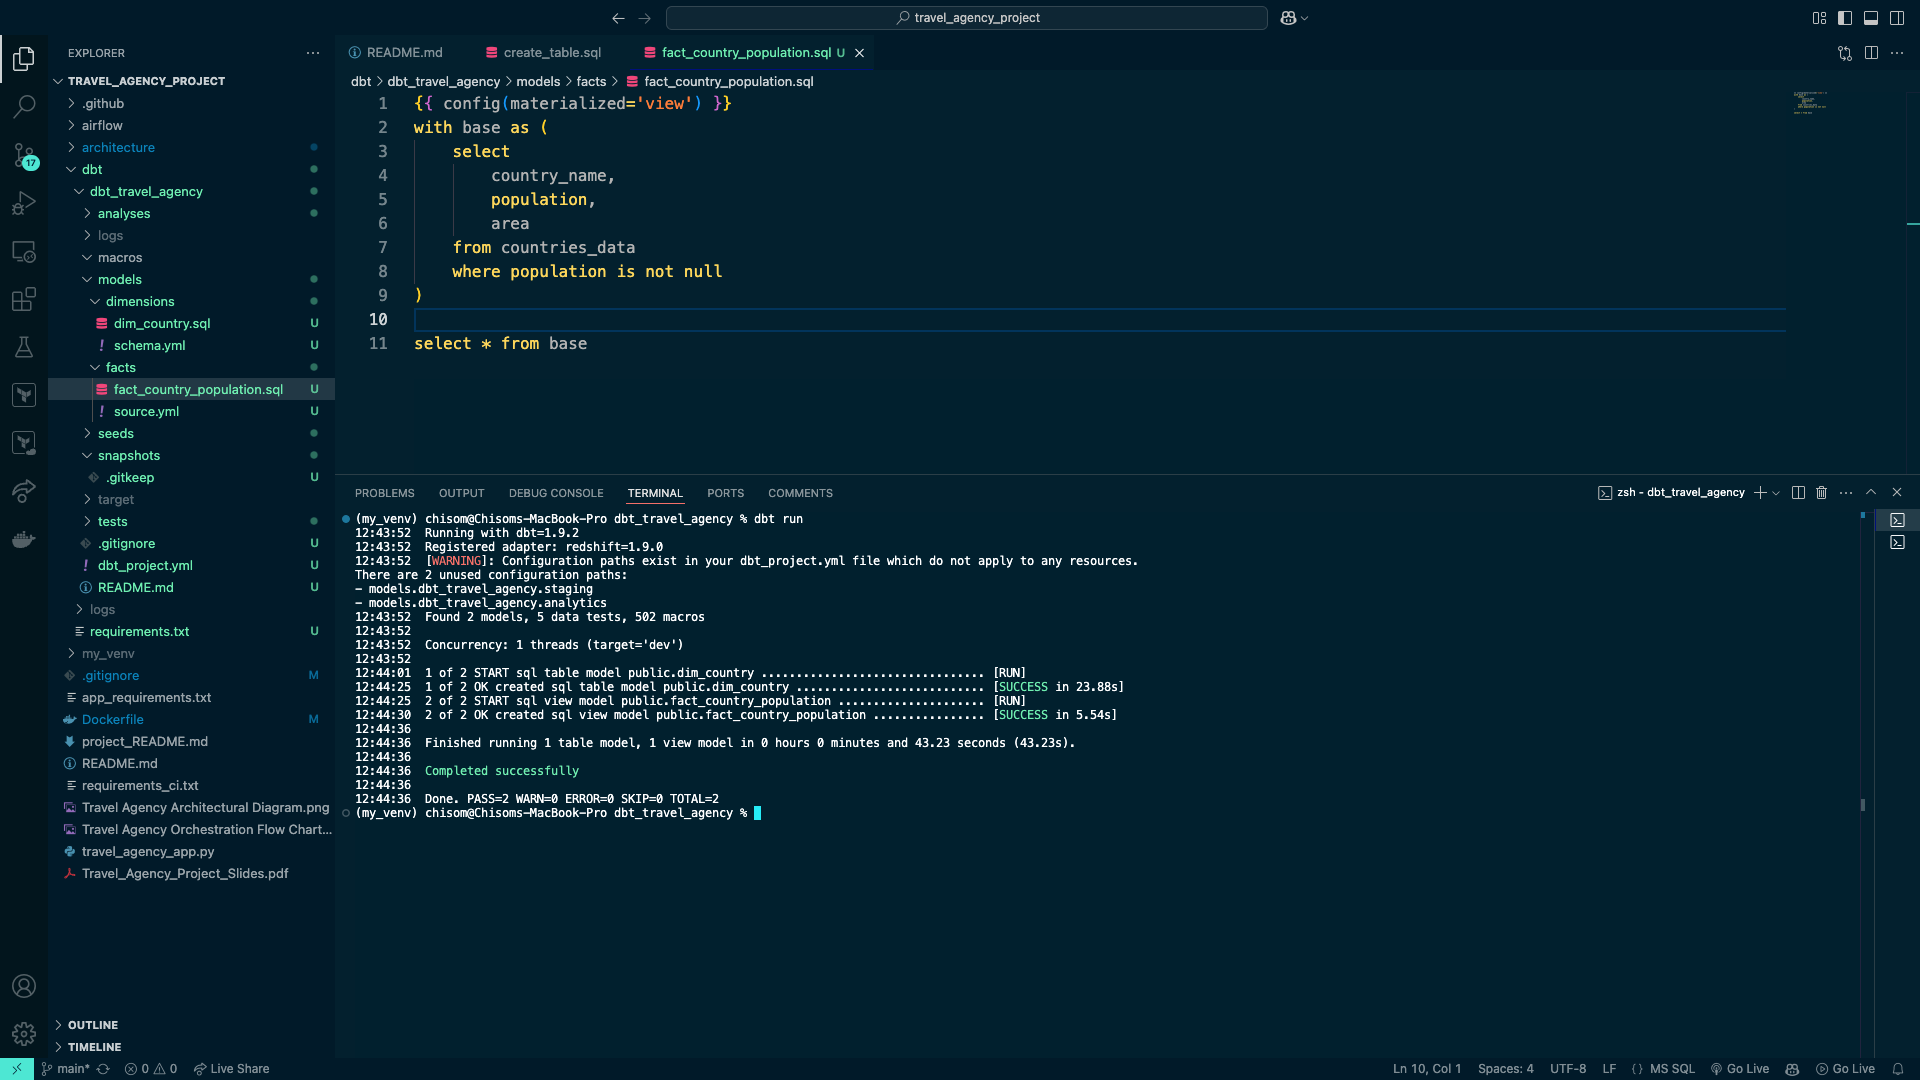 travel_agency_project
EXPLORER
TRAVEL_AGENCY_PROJECT
.github
airflow
architecture
dbt
dbt_travel_agency
analyses
logs
macros
models
dimensions
dim_country.sql U
schema.yml U
facts
fact_country_population.sql U
source.yml U
seeds
snapshots
.gitkeep U
target
tests
.gitignore U
dbt_project.yml U
README.md U
logs
requirements.txt U
my_venv
.gitignore M
app_requirements.txt
Dockerfile M
project_README.md
README.md
requirements_ci.txt
Travel Agency Architectural Diagram.png
Travel Agency Orchestration Flow Chart...
travel_agency_app.py
Travel_Agency_Project_Slides.pdf
OUTLINE
TIMELINE
17
README.md create_table.sql fact_country_population.sql U
dbt > dbt_travel_agency > models > facts > fact_country_population.sql
1 {{ config(materialized='view') }}
2 with base as (
3 select
4 country_name,
5 population,
6 area
7 from countries_data
8 where population is not null
9 )
10
11 select * from base
PROBLEMS OUTPUT DEBUG CONSOLE TERMINAL PORTS COMMENTS zsh - dbt_travel_agency
(my_venv) chisom@Chisoms-MacBook-Pro dbt_travel_agency % dbt run
12:43:52 Running with dbt=1.9.2
12:43:52 Registered adapter: redshift=1.9.0
12:43:52 [WARNING]: Configuration paths exist in your dbt_project.yml file which do not apply to any resources.
There are 2 unused configuration paths:
- models.dbt_travel_agency.staging
- models.dbt_travel_agency.analytics
12:43:52 Found 2 models, 5 data tests, 502 macros
12:43:52
12:43:52 Concurrency: 1 threads (target='dev')
12:43:52
12:44:01 1 of 2 START sql table model public.dim_country ................................ [RUN]
12:44:25 1 of 2 OK created sql table model public.dim_country ........................... [SUCCESS in 23.88s]
12:44:25 2 of 2 START sql view model public.fact_country_population ..................... [RUN]
12:44:30 2 of 2 OK created sql view model public.fact_country_population ................ [SUCCESS in 5.54s]
12:44:36
12:44:36 Finished running 1 table model, 1 view model in 0 hours 0 minutes and 43.23 seconds (43.23s).
12:44:36
12:44:36 Completed successfully
12:44:36
12:44:36 Done. PASS=2 WARN=0 ERROR=0 SKIP=0 TOTAL=2
(my_venv) chisom@Chisoms-MacBook-Pro dbt_travel_agency %
main* 0 0 Live Share Ln 10, Col 1 Spaces: 4 UTF-8 LF {} MS SQL Go Live Go Live